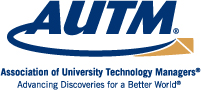 AUTM®
Association of University Technology Managers®
Advancing Discoveries for a Better World®